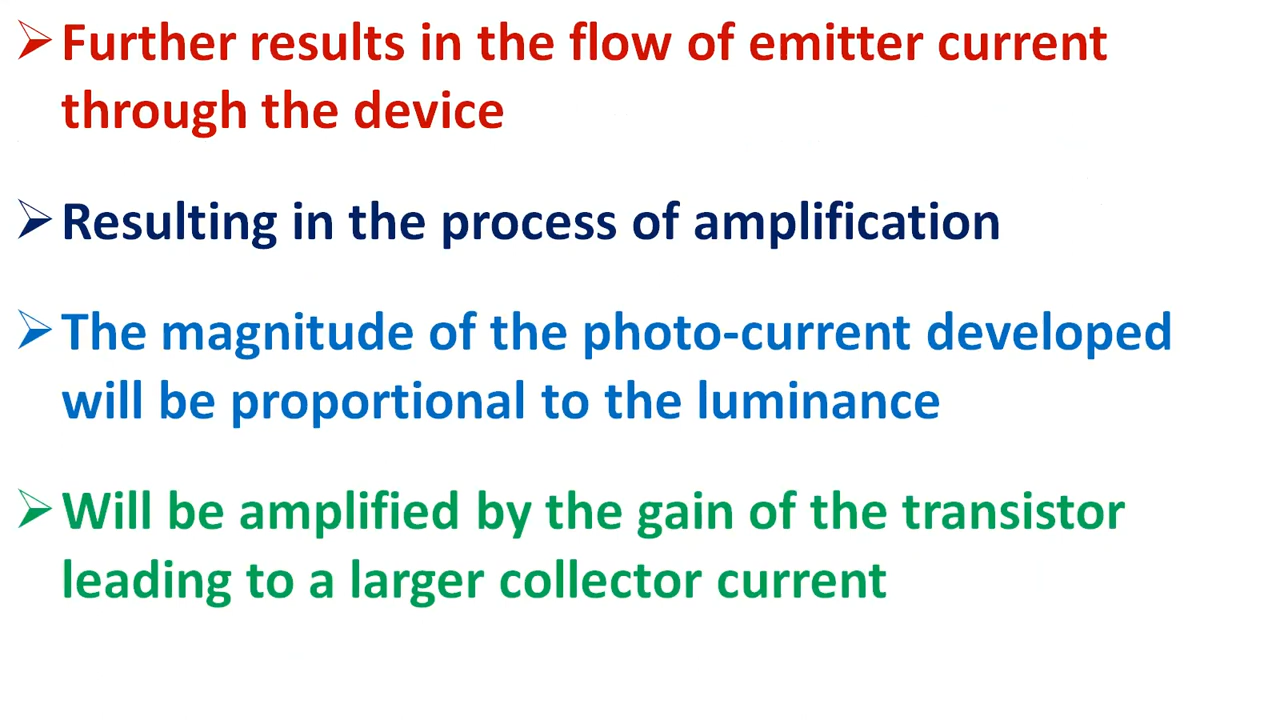 ➢Further results in the flow of emitter current
through the device
➢Resulting in the process of amplification
➢The magnitude of the photo-current developed
will be proportional to the luminance
➢Will be amplified by the gain of the transistor
leading to a larger collector current